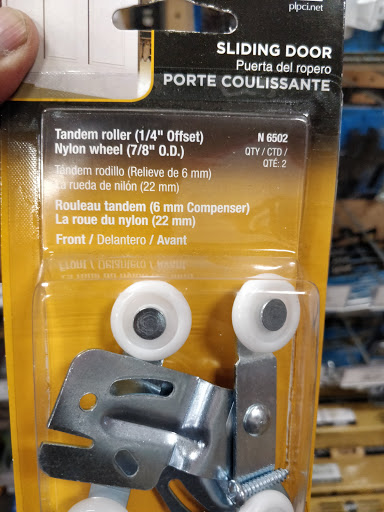 plpci.net
SLIDING DOOR
Puerta del ropero
PORTE COULISSANTE
Tandem roller (1/4" Offset)
Nylon wheel (7/8" O.D.)
N 6502
QTY / CTD /
QTÉ: 2
Tándem rodillo (Relieve de 6 mm)
La rueda de nilón (22 mm)
Rouleau tandem (6 mm Compenser)
La roue du nylon (22 mm)
Front / Delantero / Avant